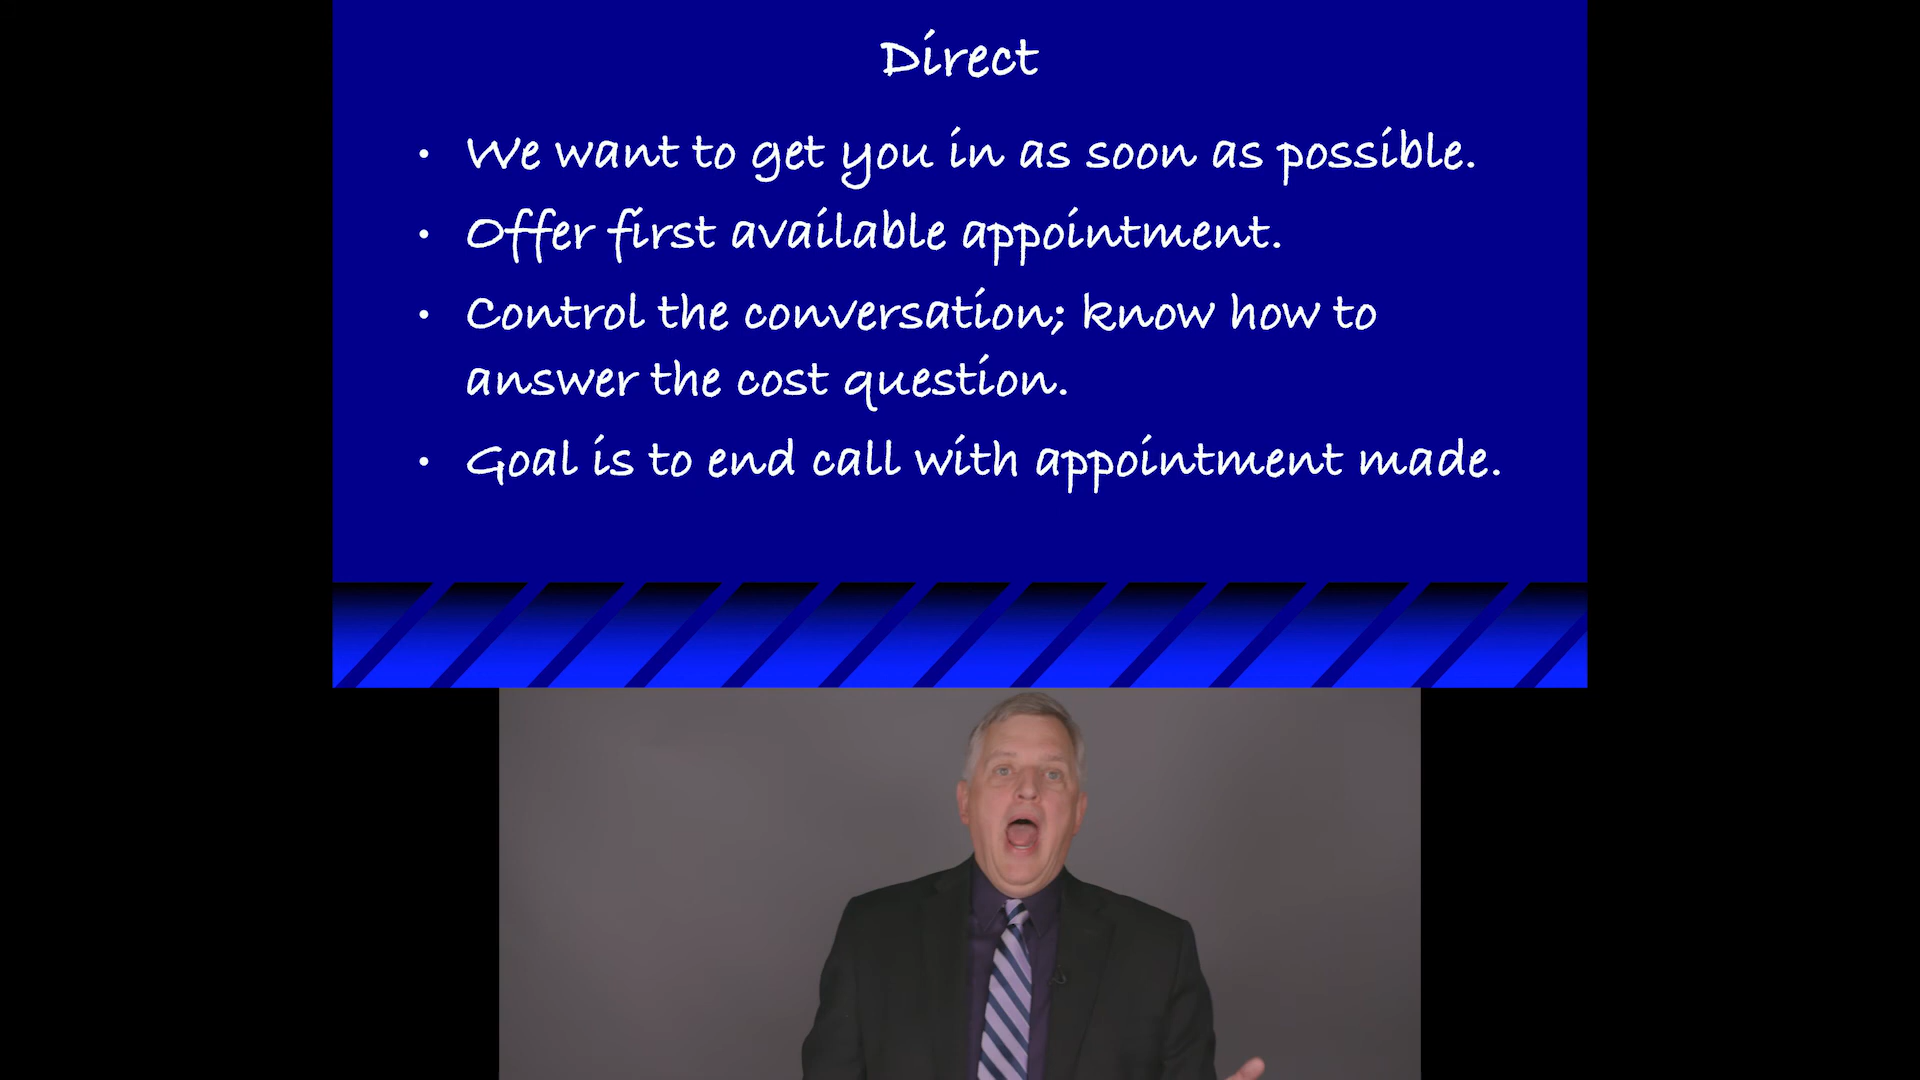 Direct
• We want to get you in as soon as possible.
• Offer first available appointment.
• Control the conversation; know how to
answer the cost question.
• Goal is to end call with appointment made.